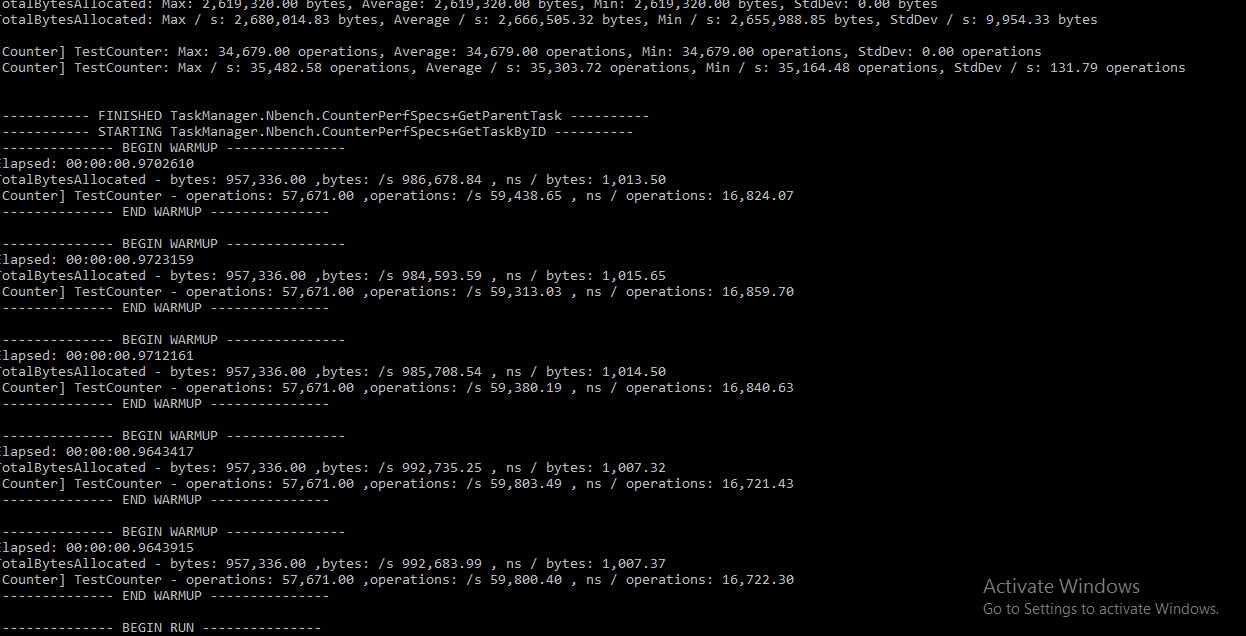 otalBytesAllocated: Max: 2,619,320.00 bytes, Average: 2,619,320.00 bytes, Min: 2,619,320.00 bytes, StdDev: 0.00 bytes
otalBytesAllocated: Max / s: 2,680,014.83 bytes, Average / s: 2,666,505.32 bytes, Min / s: 2,655,988.85 bytes, StdDev / s: 9,954.33 bytes
Counter] TestCounter: Max: 34,679.00 operations, Average: 34,679.00 operations, Min: 34,679.00 operations, StdDev: 0.00 operations
Counter] TestCounter: Max / s: 35,482.58 operations, Average / s: 35,303.72 operations, Min / s: 35,164.48 operations, StdDev / s: 131.79 operations
----------- FINISHED TaskManager.Nbench.CounterPerfSpecs+GetParentTask ----------
----------- STARTING TaskManager.Nbench.CounterPerfSpecs+GetTaskByID ----------
-------------- BEGIN WARMUP ---------------
lapsed: 00:00:00.9702610
otalBytesAllocated - bytes: 957,336.00 ,bytes: /s 986,678.84 , ns / bytes: 1,013.50
Counter] TestCounter - operations: 57,671.00 ,operations: /s 59,438.65 , ns / operations: 16,824.07
-------------- END WARMUP ---------------
-------------- BEGIN WARMUP ---------------
lapsed: 00:00:00.9723159
otalBytesAllocated - bytes: 957,336.00 ,bytes: /s 984,593.59 , ns / bytes: 1,015.65
Counter] TestCounter - operations: 57,671.00 ,operations: /s 59,313.03 , ns / operations: 16,859.70
-------------- END WARMUP ---------------
-------------- BEGIN WARMUP ---------------
lapsed: 00:00:00.9712161
otalBytesAllocated - bytes: 957,336.00 ,bytes: /s 985,708.54 , ns / bytes: 1,014.50
Counter] TestCounter - operations: 57,671.00 ,operations: /s 59,380.19 , ns / operations: 16,840.63
-------------- END WARMUP ---------------
-------------- BEGIN WARMUP ---------------
lapsed: 00:00:00.9643417
otalBytesAllocated - bytes: 957,336.00 ,bytes: /s 992,735.25 , ns / bytes: 1,007.32
Counter] TestCounter - operations: 57,671.00 ,operations: /s 59,803.49 , ns / operations: 16,721.43
-------------- END WARMUP ---------------
-------------- BEGIN WARMUP ---------------
lapsed: 00:00:00.9643915
otalBytesAllocated - bytes: 957,336.00 ,bytes: /s 992,683.99 , ns / bytes: 1,007.37
Counter] TestCounter - operations: 57,671.00 ,operations: /s 59,800.40 , ns / operations: 16,722.30
-------------- END WARMUP ---------------
-------------- BEGIN RUN ---------------
Activate Windows
Go to Settings to activate Windows.